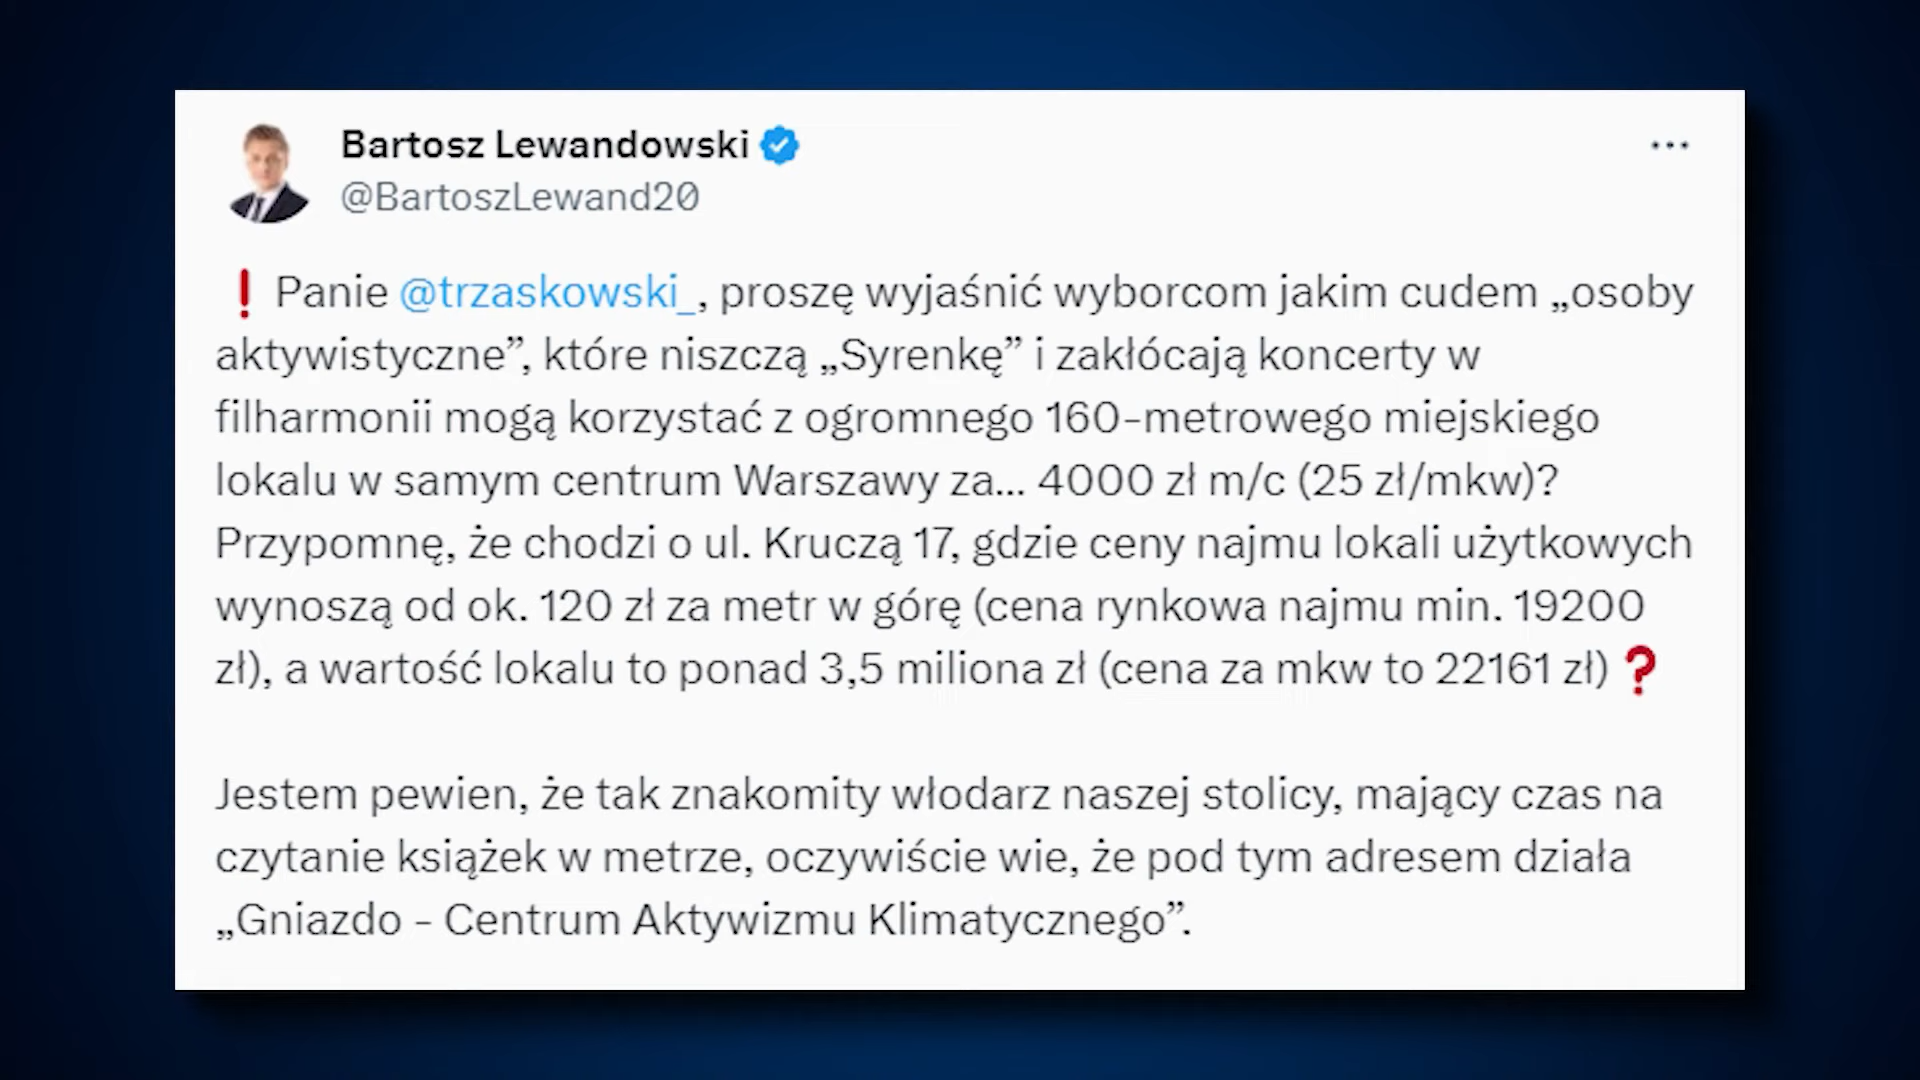 Bartosz Lewandowski
@BartoszLewand20
❗ Panie @trzaskowski_, proszę wyjaśnić wyborcom jakim cudem „osoby
aktywistyczne”, które niszczą „Syrenkę” i zakłócają koncerty w
filharmonii mogą korzystać z ogromnego 160-metrowego miejskiego
lokalu w samym centrum Warszawy za... 4000 zł m/c (25 zł/mkw)?
Przypomnę, że chodzi o ul. Kruczą 17, gdzie ceny najmu lokali użytkowych
wynoszą od ok. 120 zł za metr w górę (cena rynkowa najmu min. 19200
zł), a wartość lokalu to ponad 3,5 miliona zł (cena za mkw to 22161 zł)❓
Jestem pewien, że tak znakomity włodarz naszej stolicy, mający czas na
czytanie książek w metrze, oczywiście wie, że pod tym adresem działa
„Gniazdo - Centrum Aktywizmu Klimatycznego”.